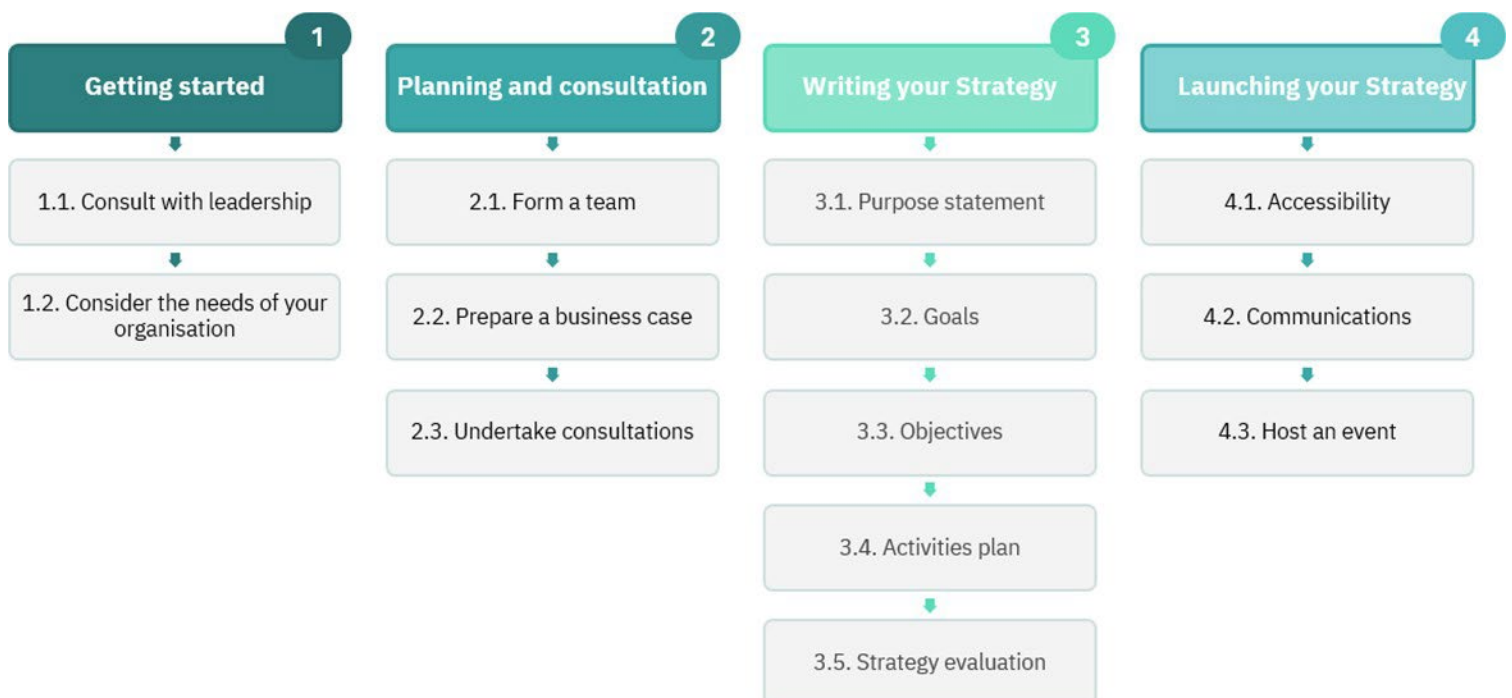 1
Getting started
1.1. Consult with leadership
1.2. Consider the needs of your
organisation
2
Planning and consultation
2.1. Form a team
2.2. Prepare a business case
2.3. Undertake consultations
3
Writing your Strategy
3.1. Purpose statement
3.2. Goals
3.3. Objectives
3.4. Activities plan
3.5. Strategy evaluation
4
Launching your Strategy
4.1. Accessibility
4.2. Communications
4.3. Host an event